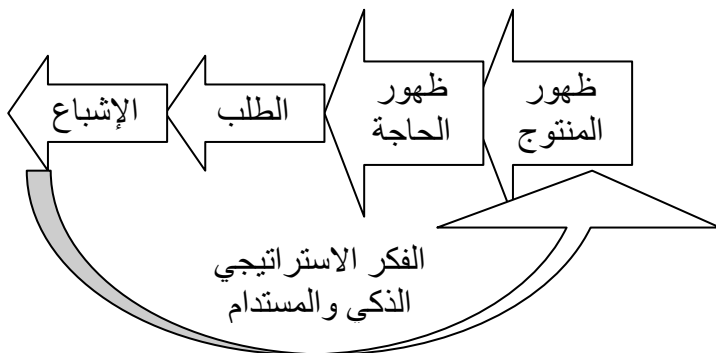 ظهور
المنتوج
ظهور
الحاجة
الطلب
الإشباع
الفكر الاستراتيجي
الذكي والمستدام